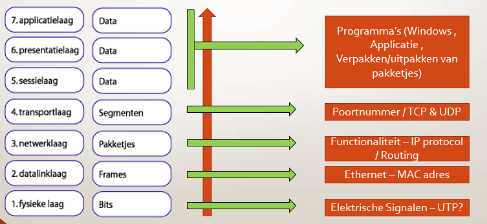 7. applicatielaag
Data
6. presentatielaag
Data
5. sessielaag
Data
4. transportlaag
Segmenten
3. netwerklaag
Pakketjes
2. datalinklaag
Frames
1. fysieke laag
Bits
Programma's (Windows ,
Applicatie ,
Verpakken/uitpakken van
pakketjes)
Poortnummer / TCP & UDP
Functionaliteit – IP protocol
/ Routing
Ethernet – MAC adres
Elektrische Signalen – UTP?